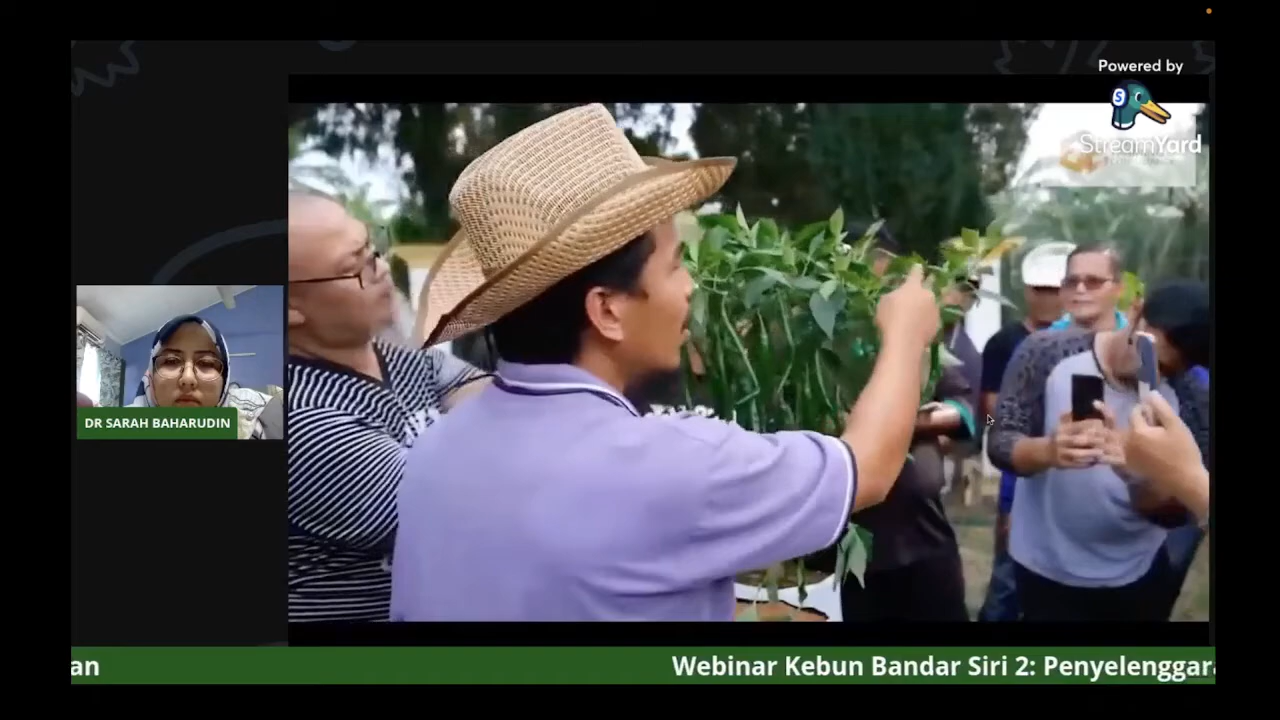 Powered by
StreamYard
DR SARAH BAHARUDIN
an
Webinar Kebun Bandar Siri 2: Penyelenggara